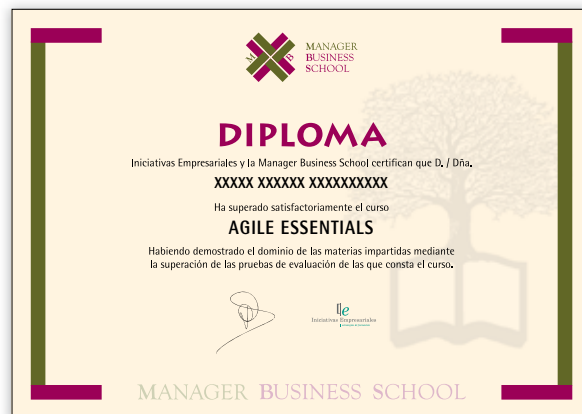 M B
MANAGER
BUSINESS
SCHOOL
DIPLOMA
Iniciativas Empresariales y la Manager Business School certifican que D. / Dña.
XXXXX XXXXXX XXXXXXXXXX
Ha superado satisfactoriamente el curso
AGILE ESSENTIALS
Habiendo demostrado el dominio de las materias impartidas mediante
la superación de las pruebas de evaluación de las que consta el curso.
Iniciativas Empresariales
MANAGER BUSINESS SCHOOL